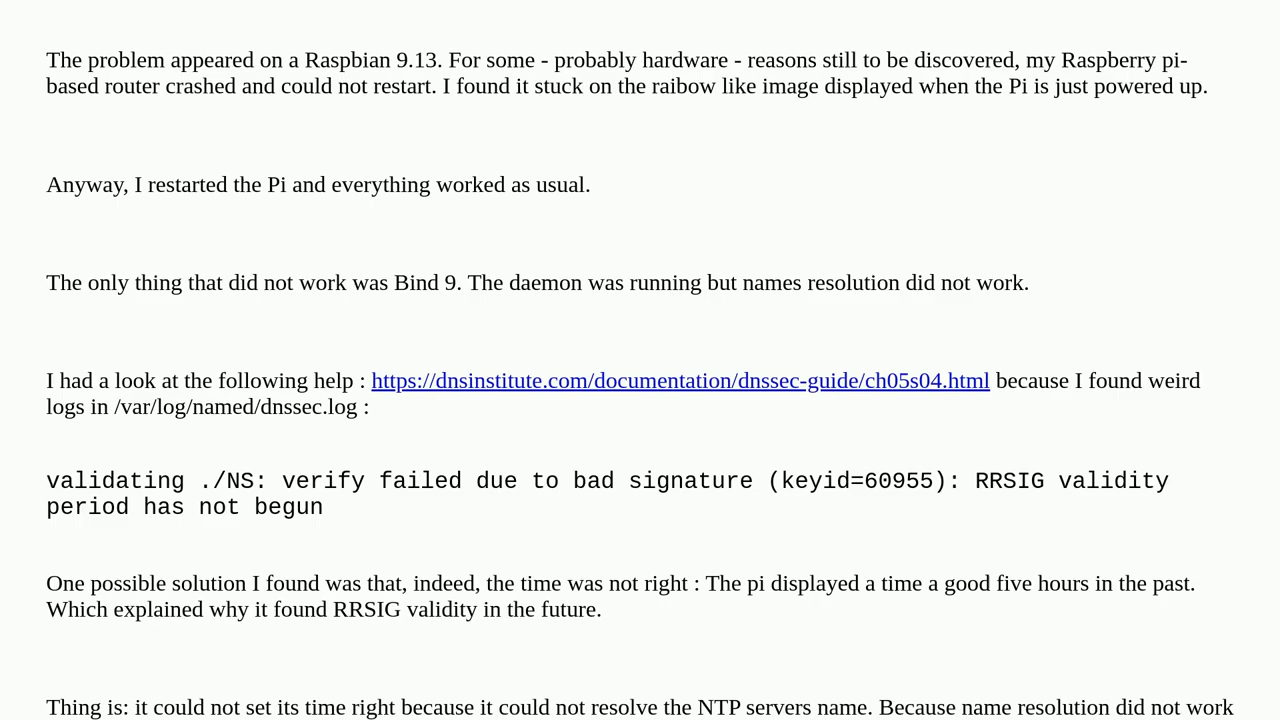 The problem appeared on a Raspbian 9.13. For some - probably hardware - reasons still to be discovered, my Raspberry pi-
based router crashed and could not restart. I found it stuck on the raibow like image displayed when the Pi is just powered up.
Anyway, I restarted the Pi and everything worked as usual.
The only thing that did not work was Bind 9. The daemon was running but names resolution did not work.
I had a look at the following help : https://dnsinstitute.com/documentation/dnssec-guide/ch05s04.html because I found weird
logs in /var/log/named/dnssec.log :
validating ./NS: verify failed due to bad signature (keyid=60955): RRSIG validity
period has not begun
One possible solution I found was that, indeed, the time was not right : The pi displayed a time a good five hours in the past.
Which explained why it found RRSIG validity in the future.
Thing is: it could not set its time right because it could not resolve the NTP servers name. Because name resolution did not work